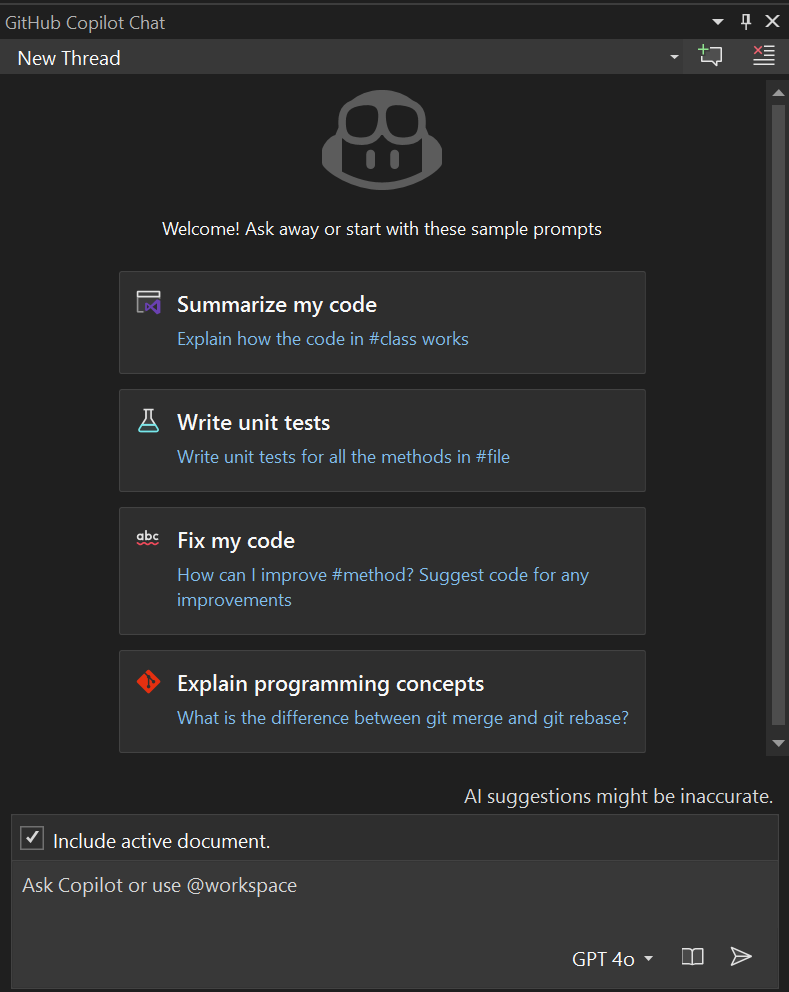 GitHub Copilot Chat
New Thread
Welcome! Ask away or start with these sample prompts
Summarize my code
Explain how the code in #class works
Write unit tests
Write unit tests for all the methods in #file
abc
Fix my code
How can I improve #method? Suggest code for any
improvements
Explain programming concepts
What is the difference between git merge and git rebase?
AI suggestions might be inaccurate.
Include active document.
Ask Copilot or use @workspace
GPT 4o